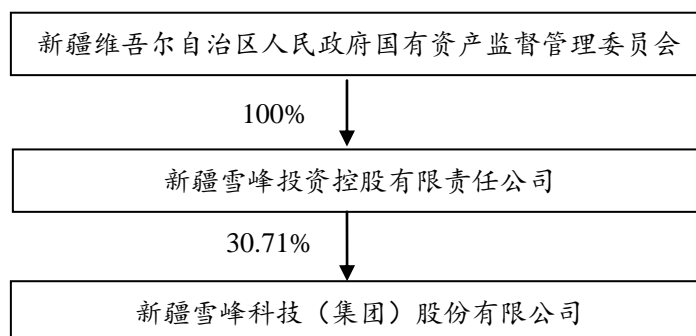 新疆维吾尔自治区人民政府国有资产监督管理委员会
100%
新疆雪峰投资控股有限责任公司
30.71%
新疆雪峰科技（集团）股份有限公司